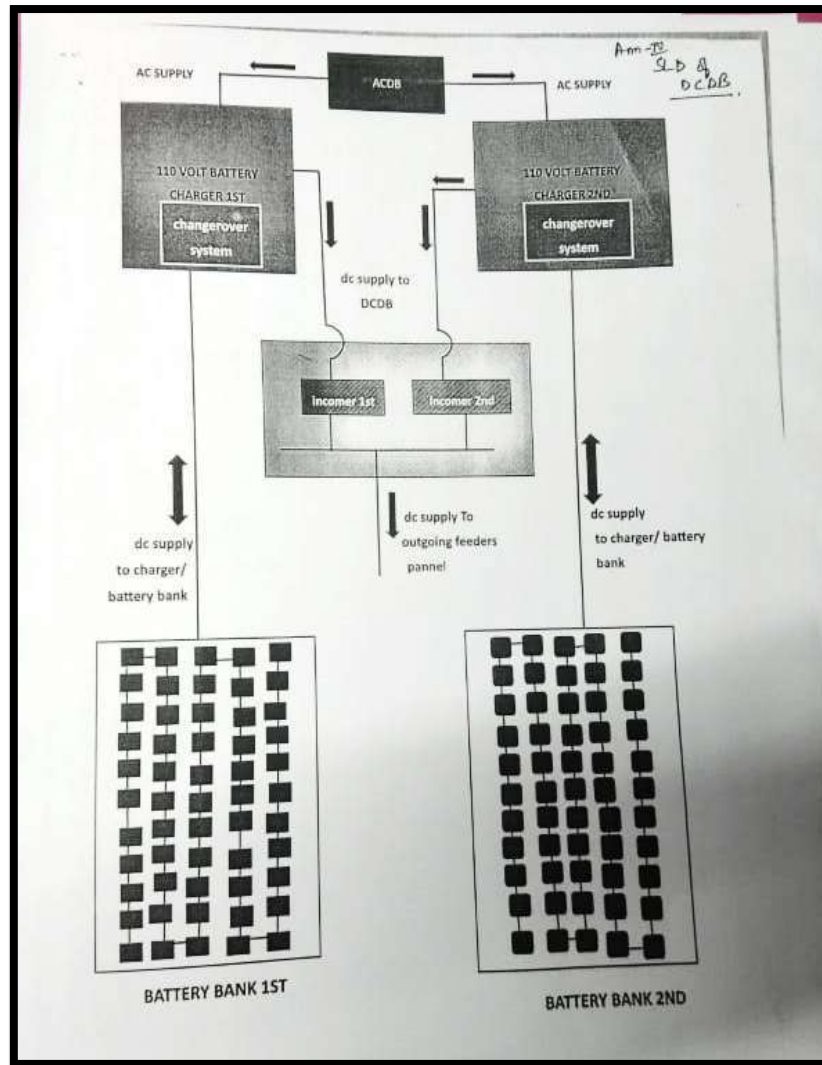 Ann-IV
SLD of
DCDB.
AC SUPPLY
ACDB
AC SUPPLY
110 VOLT BATTERY
CHARGER 1ST
changerover
system
110 VOLT BATTERY
CHARGER 2ND
changerover
system
dc supply to
DCDB
incomer 1st
incomer 2nd
dc supply To
outgoing feeders
pannel
dc supply
to charger/
battery bank
dc supply
to charger/ battery
bank
BATTERY BANK 1ST
BATTERY BANK 2ND